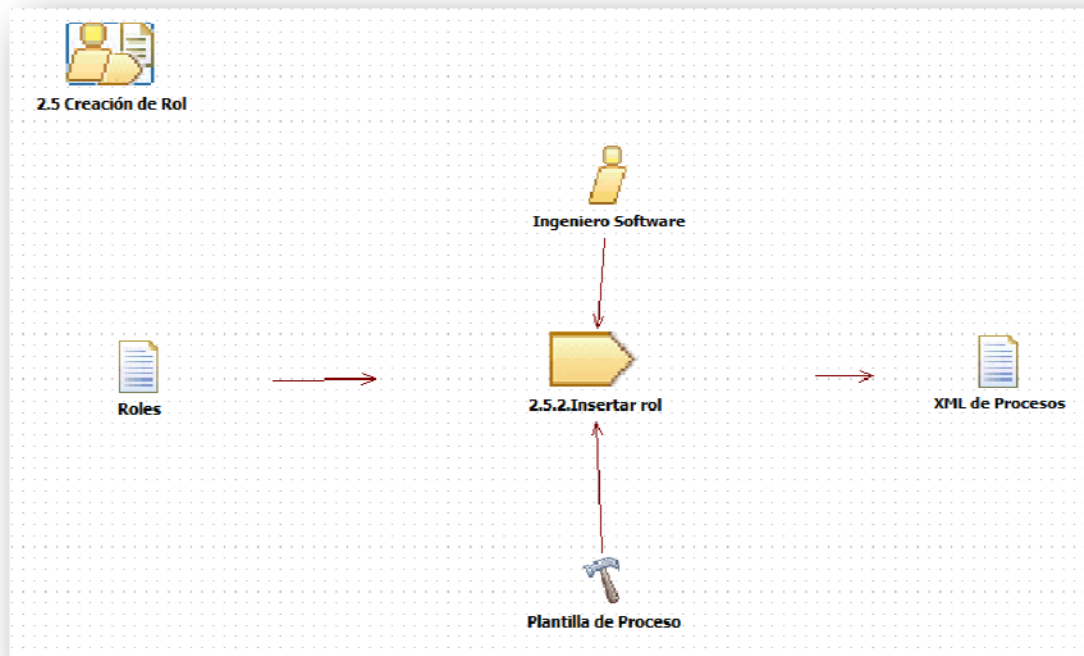 2.5 Creación de Rol
Ingeniero Software
Roles
2.5.2.Insertar rol
XML de Procesos
Plantilla de Proceso